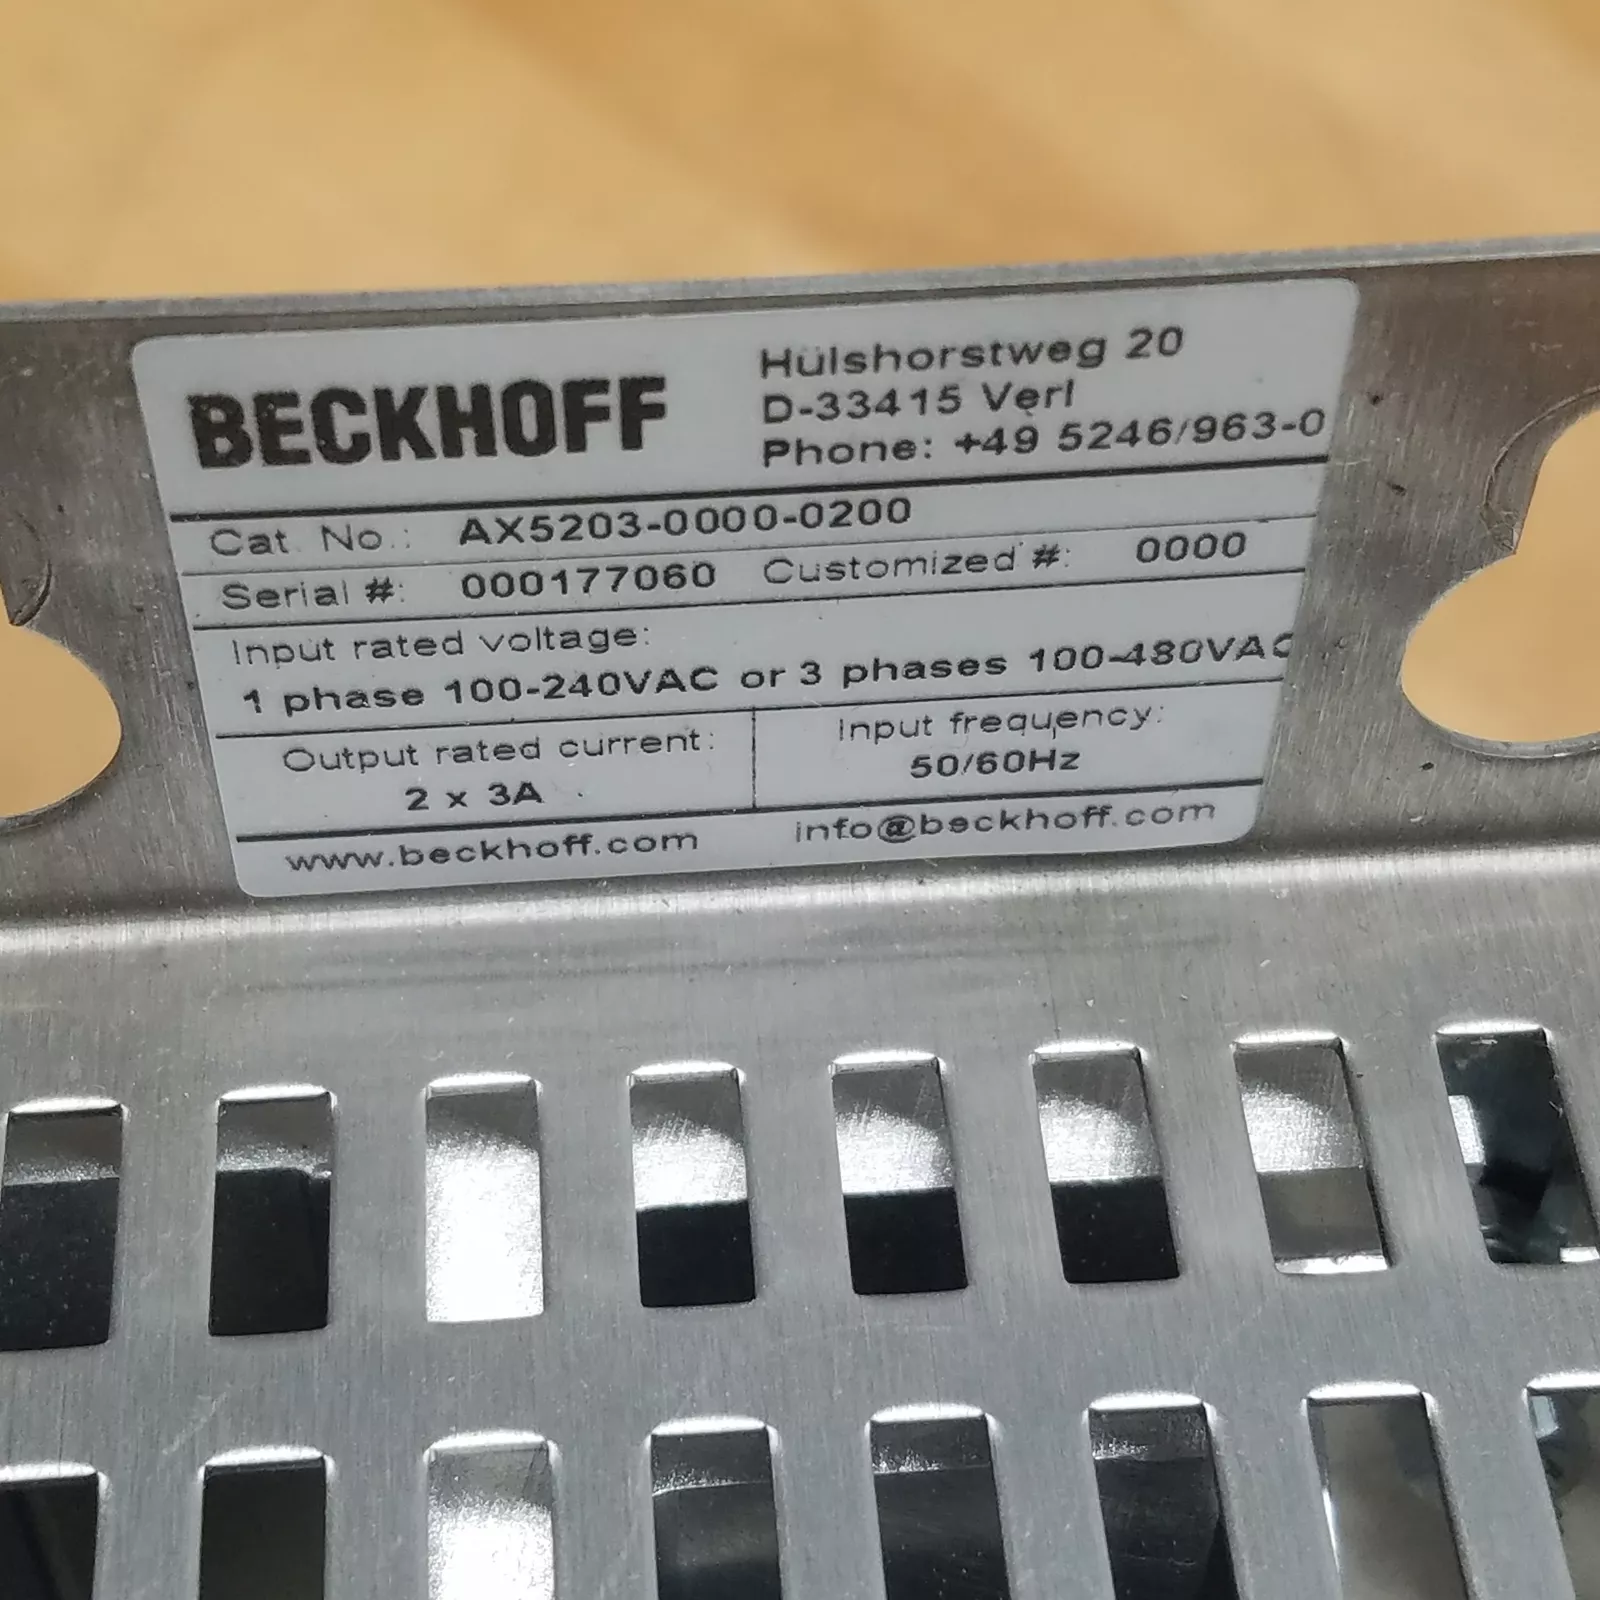 BECKHOFF
Hülshorstweg 20
D-33415 Verl
Phone: +49 5246/963-0
Cat. No.: AX5203-0000-0200
Serial #: 000177060 Customized #: 0000
Input rated voltage:
1 phase 100-240VAC or 3 phases 100-480VAC
Output rated current:
2 x 3A
Input frequency:
50/60Hz
www.beckhoff.com info@beckhoff.com